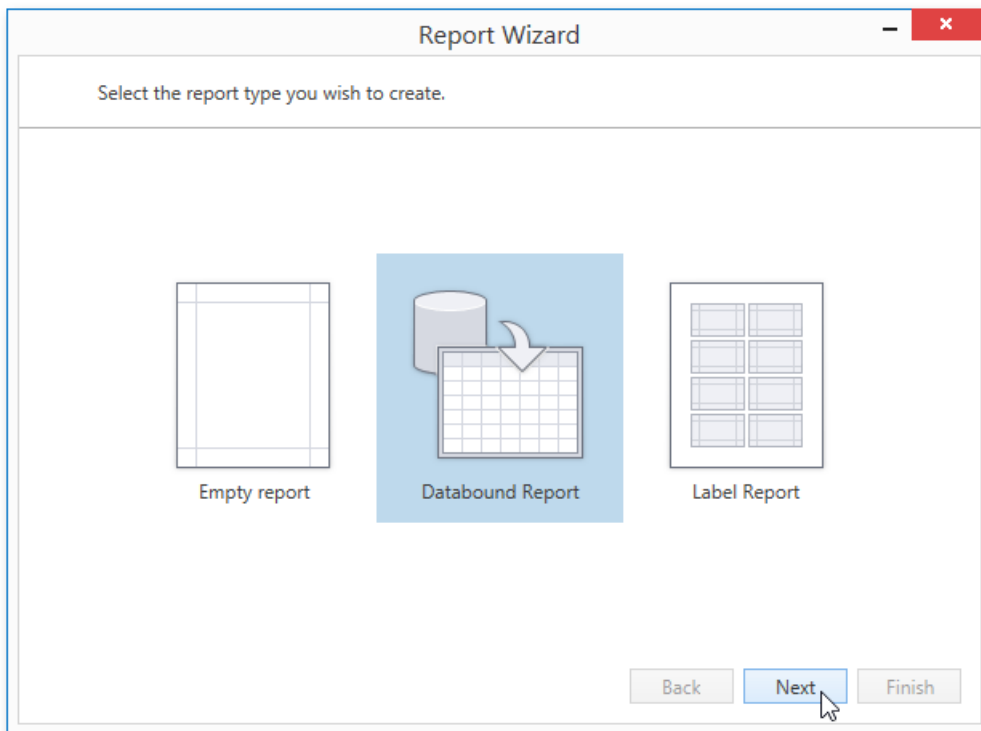 Report Wizard
Select the report type you wish to create.
Empty report
Databound Report
Label Report
Back
Next
Finish